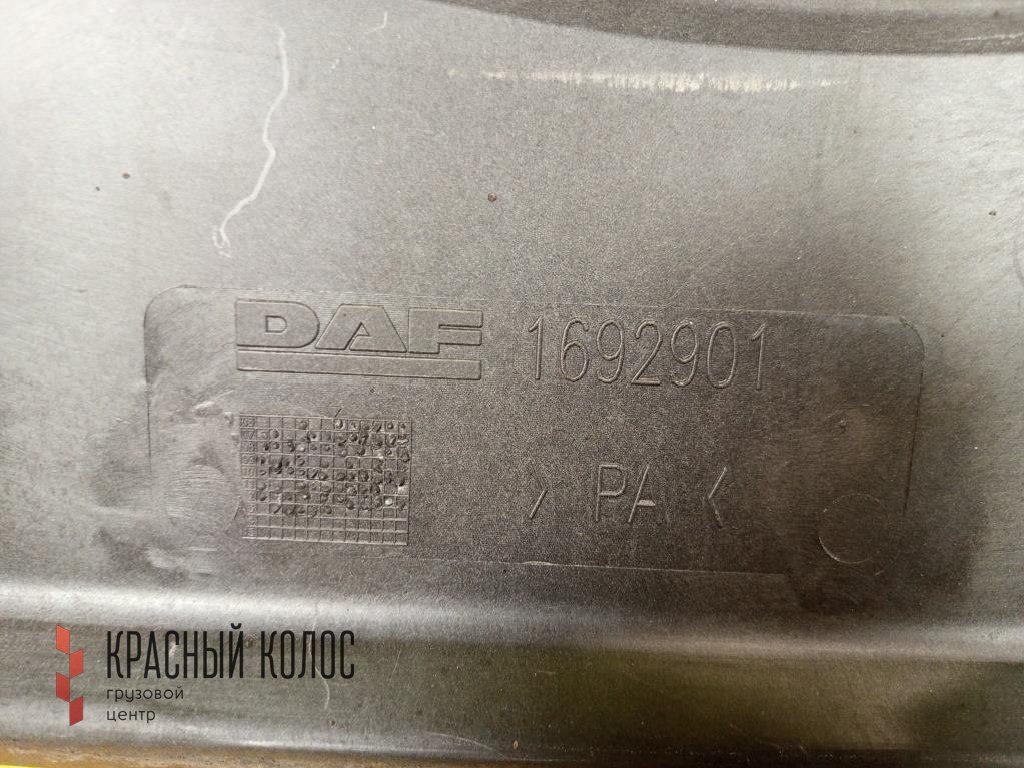 DAF 1692901
> PA <
КРАСНЫЙ КОЛОС
грузовой
центр